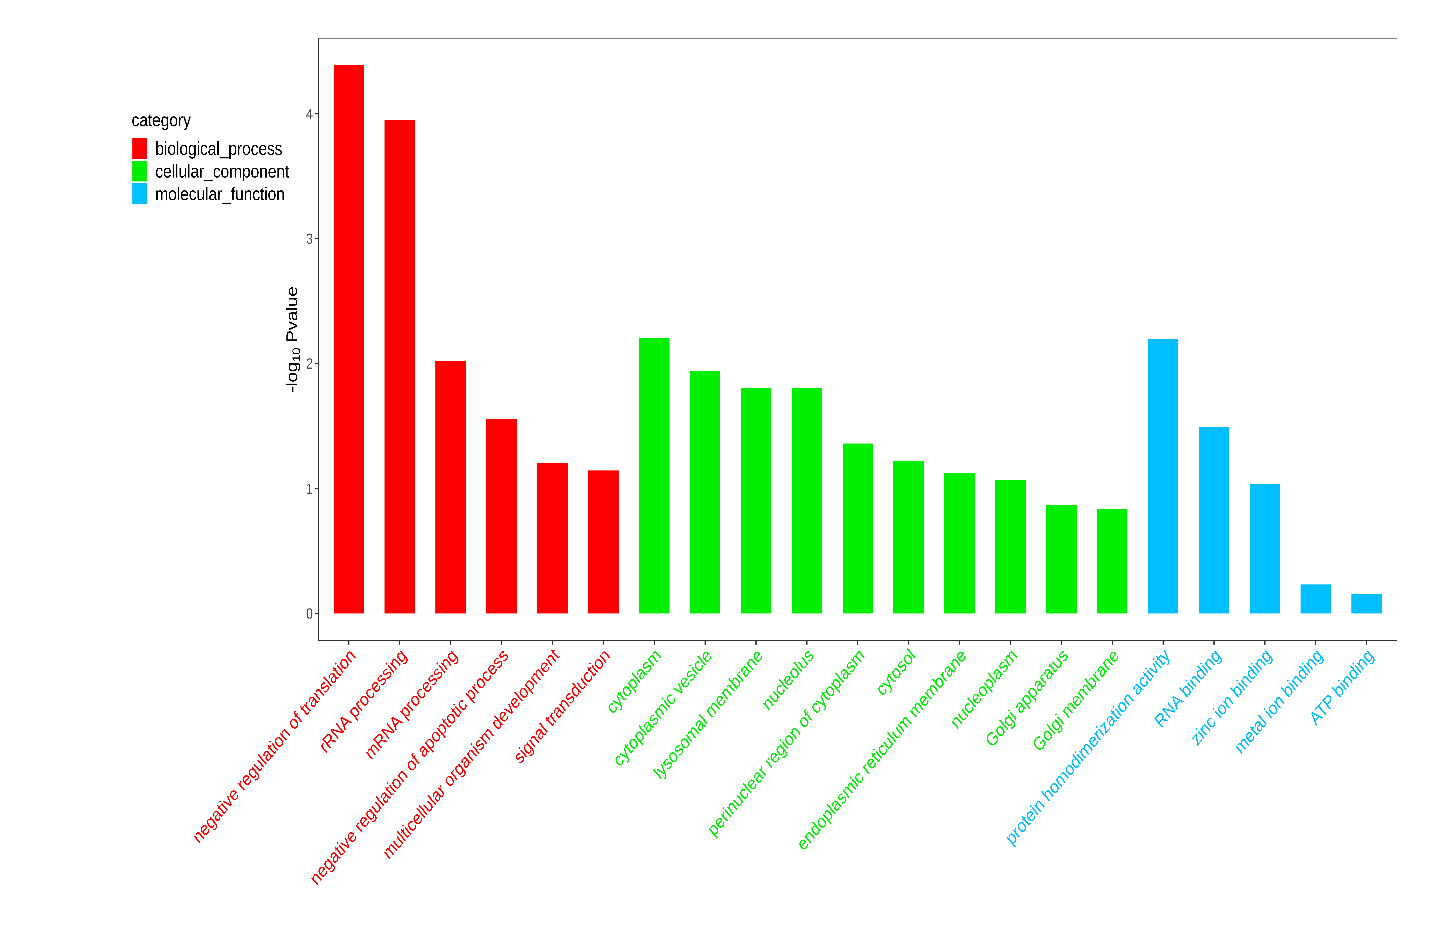 category
biological_process
cellular_component
molecular_function
-log₁₀ Pvalue
4
3
2
1
0
negative regulation of translation
rRNA processing
mRNA processing
negative regulation of apoptotic process
multicellular organism development
signal transduction
cytoplasm
cytoplasmic vesicle
lysosomal membrane
nucleolus
perinuclear region of cytoplasm
cytosol
endoplasmic reticulum membrane
nucleoplasm
Golgi apparatus
Golgi membrane
protein homodimerization activity
RNA binding
zinc ion binding
metal ion binding
ATP binding